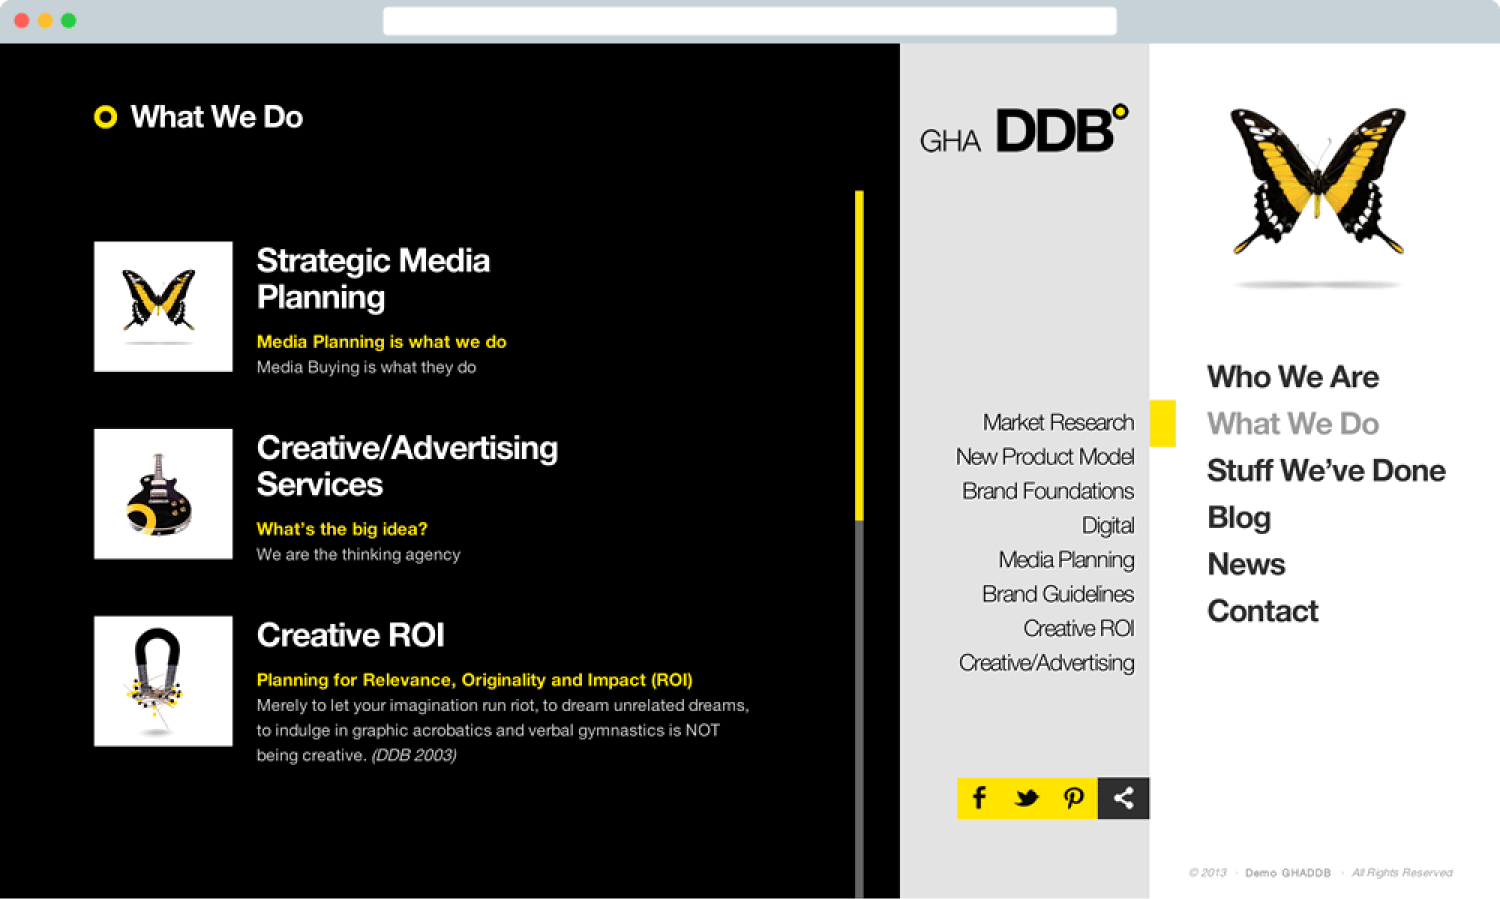 What We Do
Strategic Media
Planning
Media Planning is what we do
Media Buying is what they do
Creative/Advertising
Services
What's the big idea?
We are the thinking agency
Creative ROI
Planning for Relevance, Originality and Impact (ROI)
Merely to let your imagination run riot, to dream unrelated dreams,
to indulge in graphic acrobatics and verbal gymnastics is NOT
being creative. (DDB 2003)
GHA DDB°
Market Research
New Product Model
Brand Foundations
Digital
Media Planning
Brand Guidelines
Creative ROI
Creative/Advertising
Who We Are
What We Do
Stuff We've Done
Blog
News
Contact
© 2013 · Demo GHADDB · All Rights Reserved